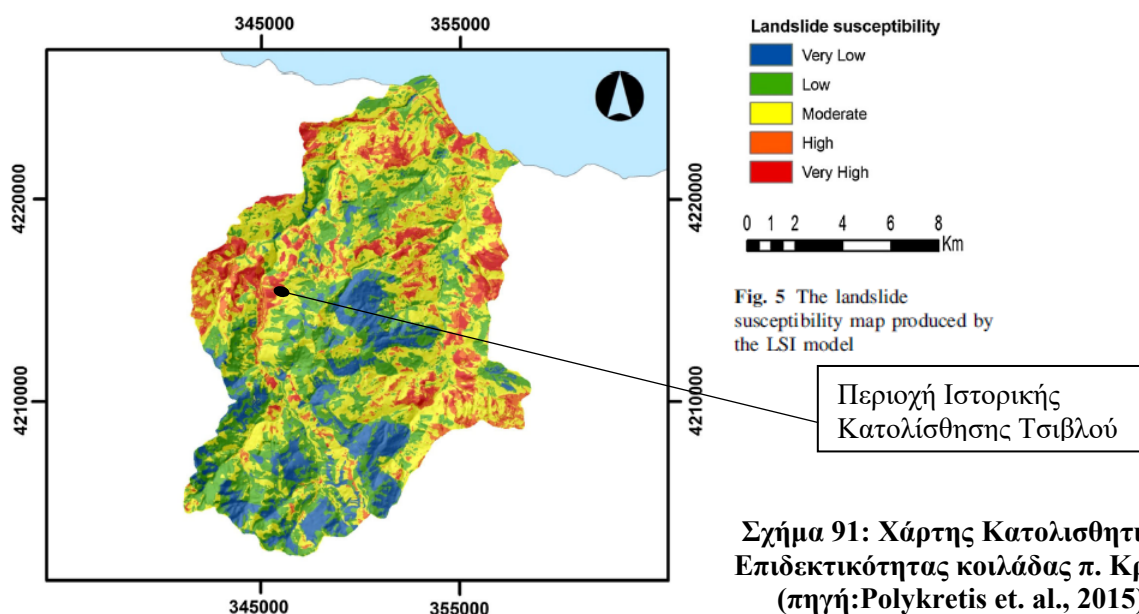 345000 355000
Landslide susceptibility
Very Low
Low
Moderate
High
Very High
4220000 4220000
0 1 2 4 6 8
Km
Fig. 5 The landslide
susceptibility map produced by
the LSI model
Περιοχή Ιστορικής
Κατολίσθησης Τσιβλού
4210000 4210000
345000 355000
Σχήμα 91: Χάρτης Κατολισθητι
Επιδεκτικότητας κοιλάδας π. Κρ
(πηγή:Polykretis et. al., 2015)